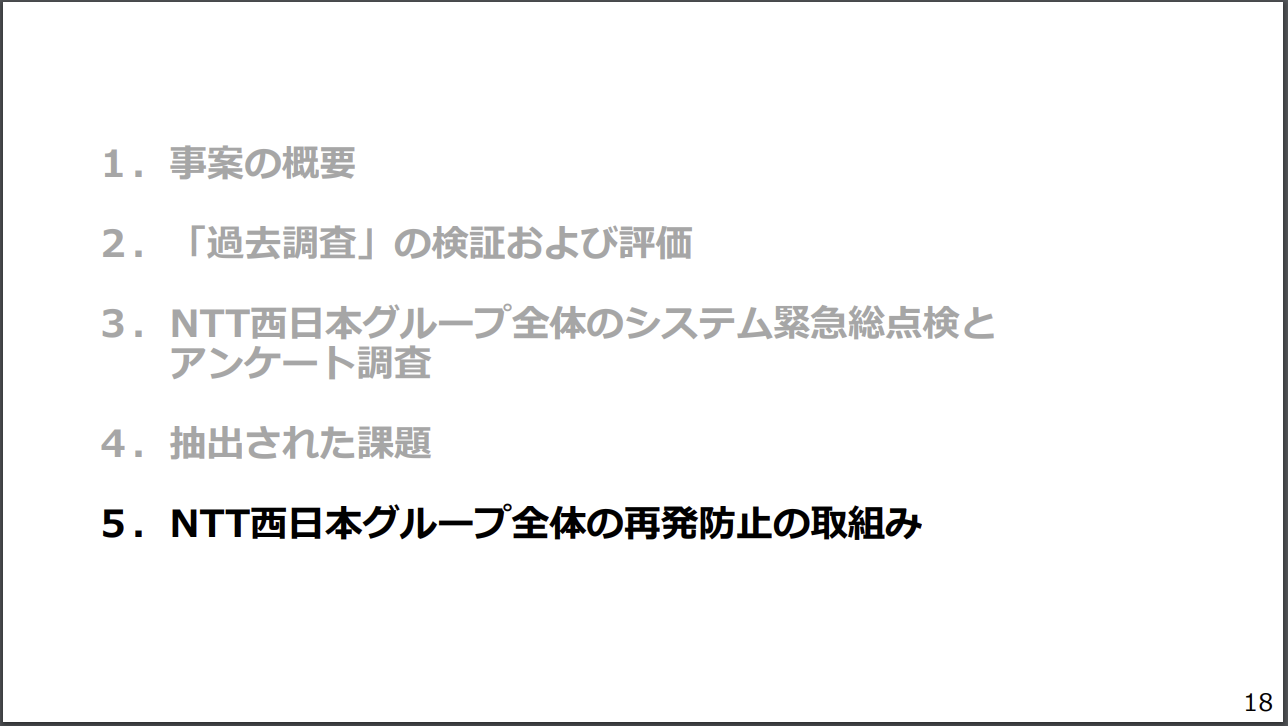 １．事案の概要
２．「過去調査」の検証および評価
３．NTT西日本グループ全体のシステム緊急総点検と
アンケート調査
４．抽出された課題
５．NTT西日本グループ全体の再発防止の取組み
18